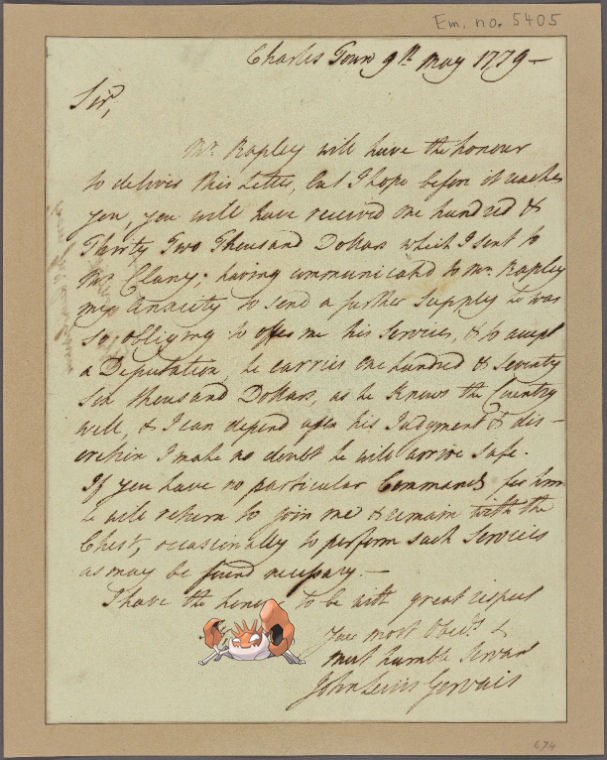 Em. no. 5405
Charles Town 9th May 1779 —
Sir,
Mr. Rapley will have the honour
to deliver this Letter, but I hope before it reaches
you, you will have received One hundred &
Thirty Two Thousand Dollars which I sent to
Mr Clany; having communicated to Mr. Rapley
my anxiety to send a further Supply he was
so obliging to offer me his Services, & to accept
a Deputation, he carries One hundred & Seventy
Six thousand Dollars, as he Knows the Country
well, & I can depend upon his Judgment & dis-
cretion I make no doubt he will arrive safe.
If you have no particular Commands for him
he will return to join me & remain with the
Chest, occasionally to perform such Services
as may be found necessary. —
I have the honour to be with great respect
Your most Obedt. &
most humble Servant
John Lewis Gervais
674